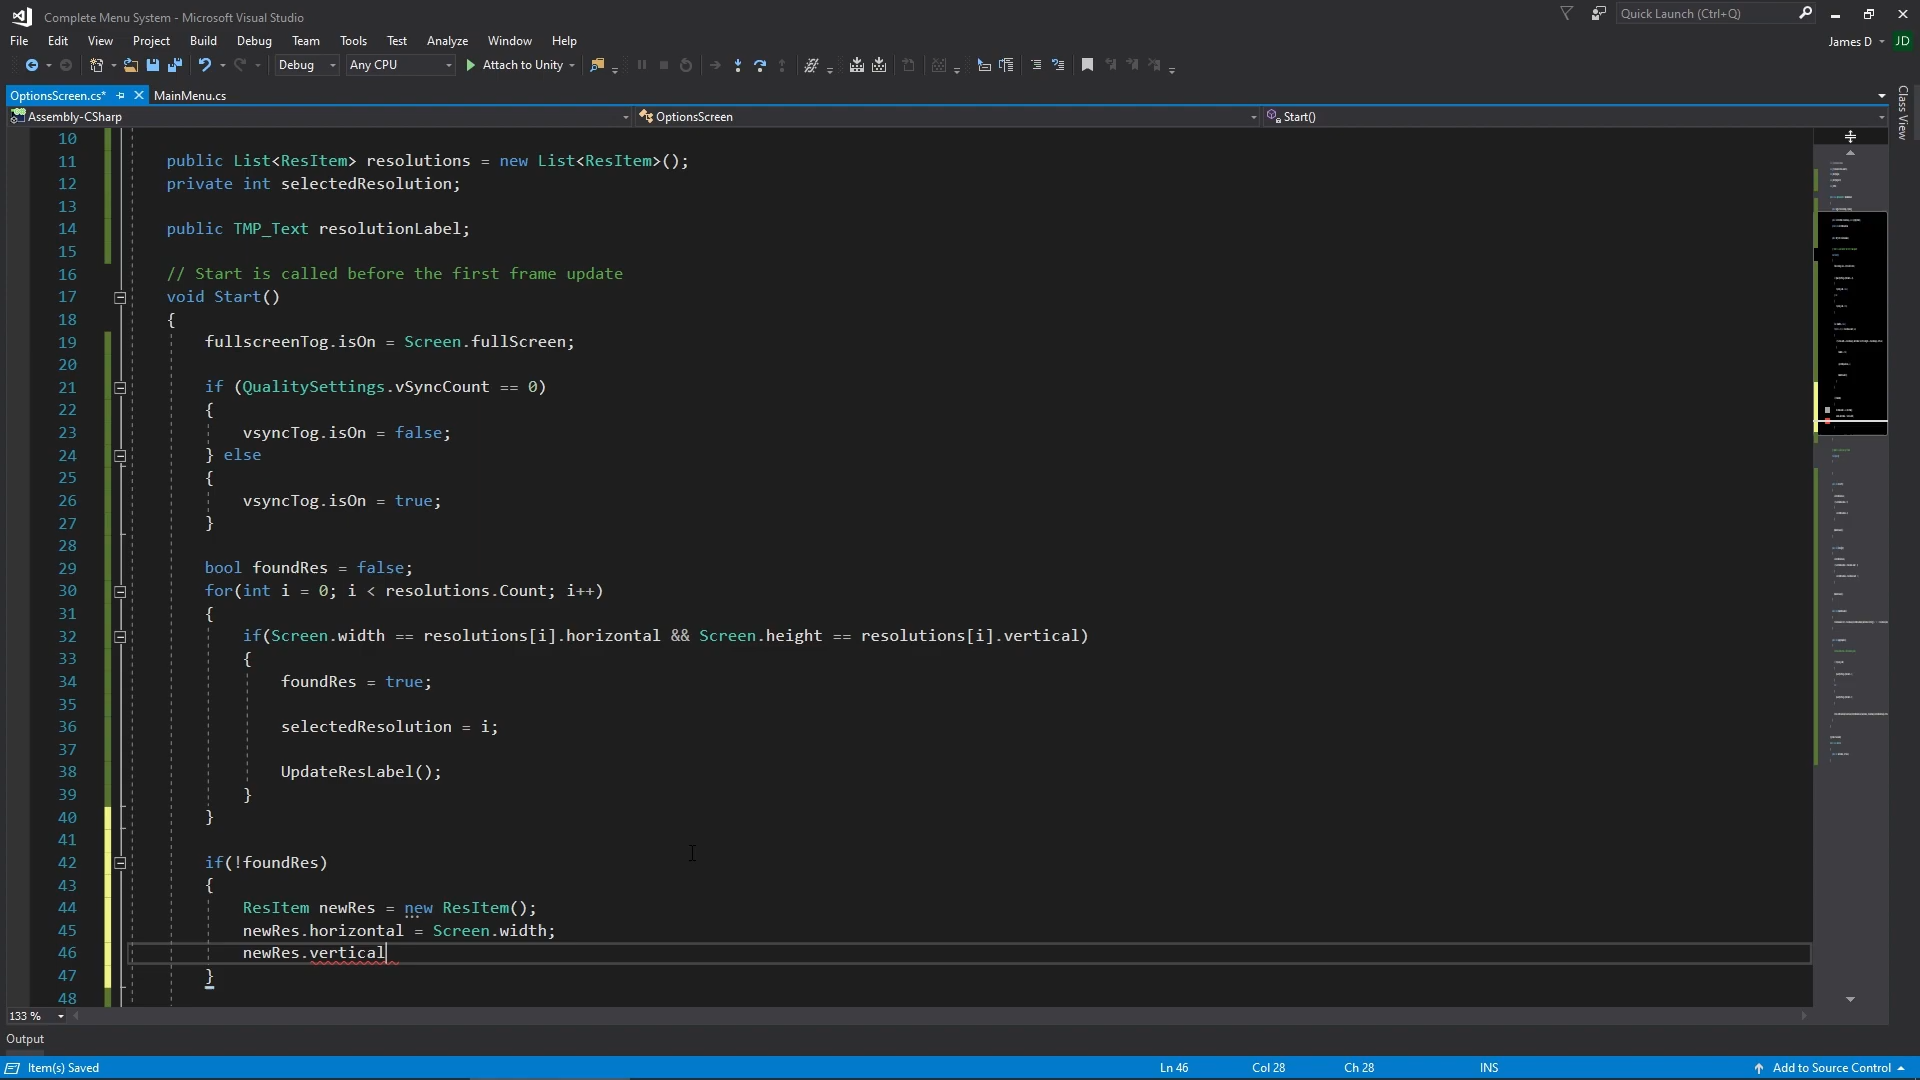 Complete Menu System - Microsoft Visual Studio
Quick Launch (Ctrl+Q)
File Edit View Project Build Debug Team Tools Test Analyze Window Help
James D JD
Debug Any CPU Attach to Unity
OptionsScreen.cs* MainMenu.cs
Class View
Assembly-CSharp OptionsScreen Start()
10
11 public List<ResItem> resolutions = new List<ResItem>();
12 private int selectedResolution;
13
14 public TMP_Text resolutionLabel;
15
16 // Start is called before the first frame update
17 void Start()
18 {
19 fullscreenTog.isOn = Screen.fullScreen;
20
21 if (QualitySettings.vSyncCount == 0)
22 {
23 vsyncTog.isOn = false;
24 } else
25 {
26 vsyncTog.isOn = true;
27 }
28
29 bool foundRes = false;
30 for(int i = 0; i < resolutions.Count; i++)
31 {
32 if(Screen.width == resolutions[i].horizontal && Screen.height == resolutions[i].vertical)
33 {
34 foundRes = true;
35
36 selectedResolution = i;
37
38 UpdateResLabel();
39 }
40 }
41
42 if(!foundRes)
43 {
44 ResItem newRes = new ResItem();
45 newRes.horizontal = Screen.width;
46 newRes.vertical
47 }
48
133 %
Output
Item(s) Saved Ln 46 Col 28 Ch 28 INS Add to Source Control